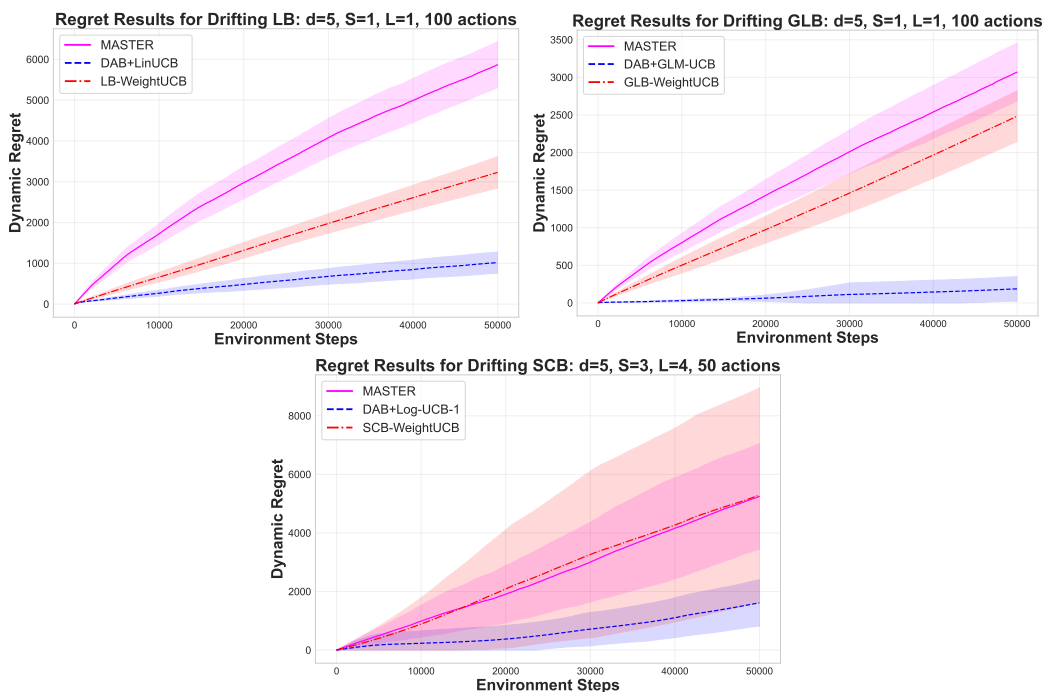 Regret Results for Drifting LB: d=5, S=1, L=1, 100 actions
MASTER
DAB+LinUCB
LB-WeightUCB
Dynamic Regret
6000
5000
4000
3000
2000
1000
0
0 10000 20000 30000 40000 50000
Environment Steps
Regret Results for Drifting GLB: d=5, S=1, L=1, 100 actions
MASTER
DAB+GLM-UCB
GLB-WeightUCB
Dynamic Regret
3500
3000
2500
2000
1500
1000
500
0
0 10000 20000 30000 40000 50000
Environment Steps
Regret Results for Drifting SCB: d=5, S=3, L=4, 50 actions
MASTER
DAB+Log-UCB-1
SCB-WeightUCB
Dynamic Regret
8000
6000
4000
2000
0
0 10000 20000 30000 40000 50000
Environment Steps